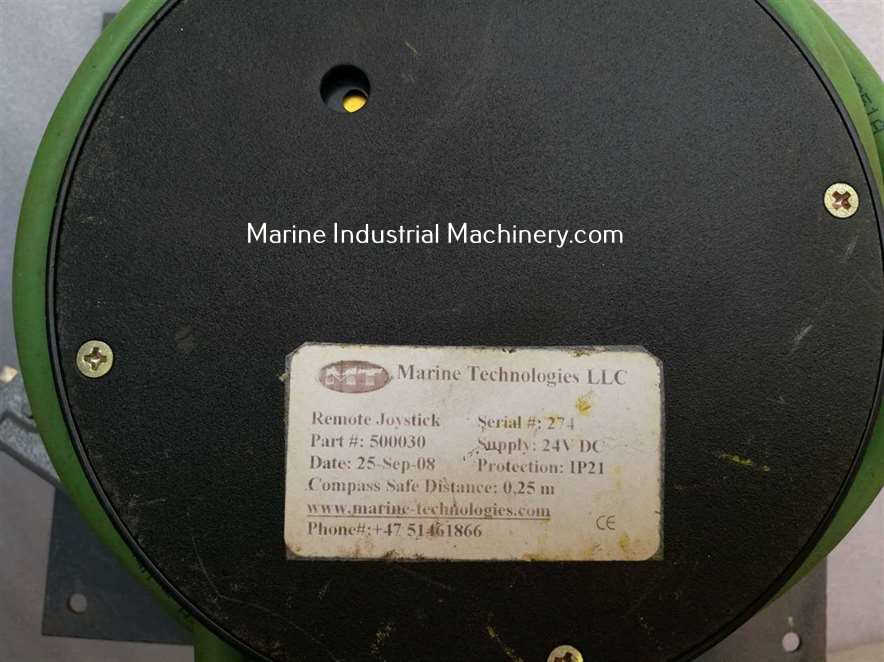 Marine Industrial Machinery.com
MT Marine Technologies LLC
Remote Joystick Serial #: 274
Part #: 500030 Supply: 24V DC
Date: 25-Sep-08 Protection: IP21
Compass Safe Distance: 0,25 m
www.marine-technologies.com
Phone#:+47 51461866
CE